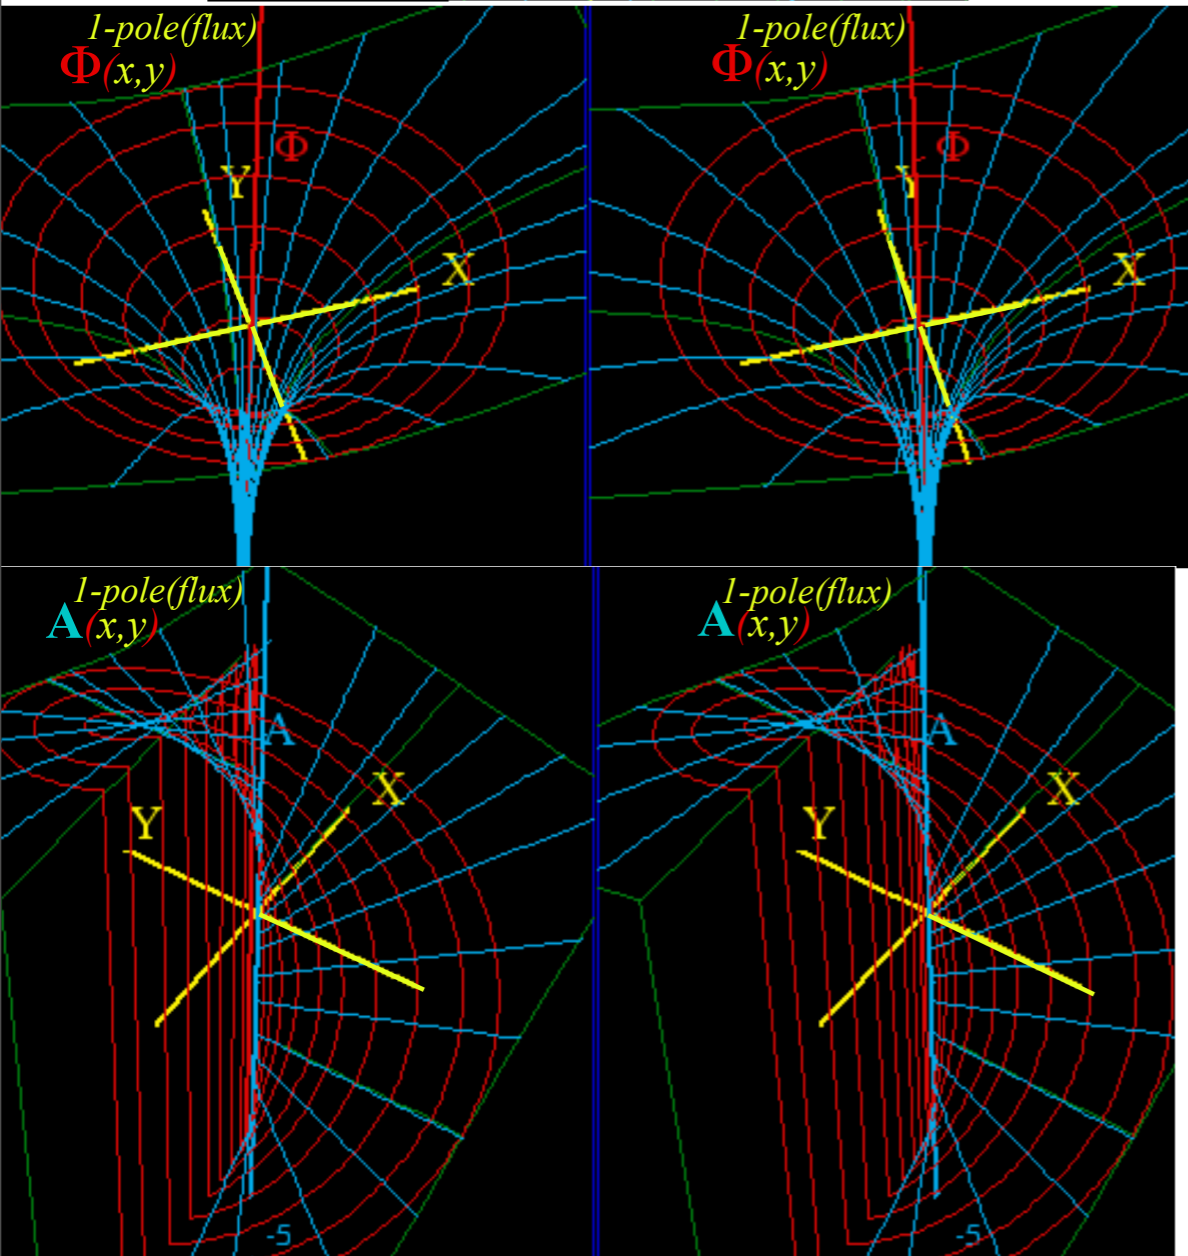 1-pole(flux)
Φ(x,y)
Φ
Y
X
1-pole(flux)
Φ(x,y)
Φ
Y
X
1-pole(flux)
A(x,y)
A
X
Y
-5
1-pole(flux)
A(x,y)
A
X
Y
-5